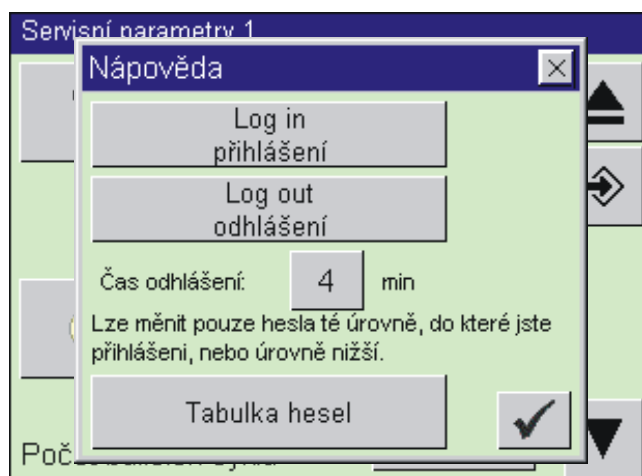 Servisní parametry 1
Nápověda
Log in
přihlášení
Log out
odhlášení
Čas odhlášení: 4 min
Lze měnit pouze hesla té úrovně, do které jste
přihlášeni, nebo úrovně nižší.
Tabulka hesel